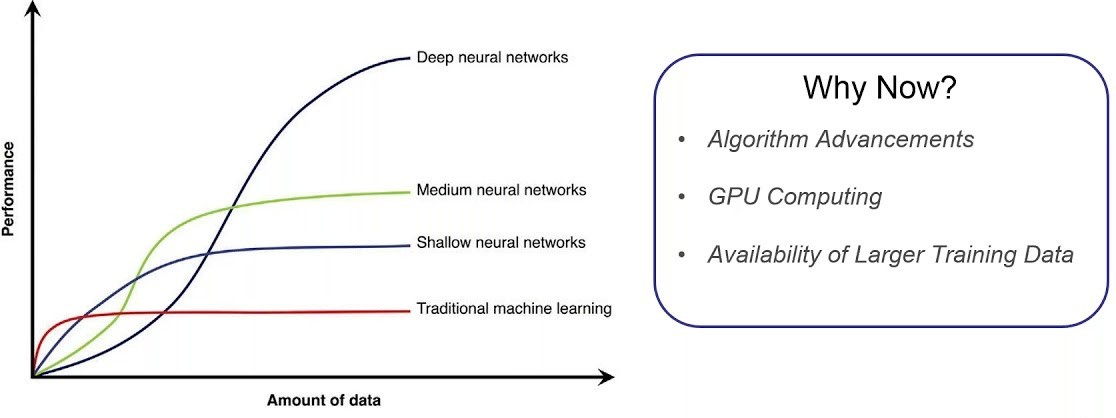 Performance
Deep neural networks
Medium neural networks
Shallow neural networks
Traditional machine learning
Amount of data
Why Now?
• Algorithm Advancements
• GPU Computing
• Availability of Larger Training Data